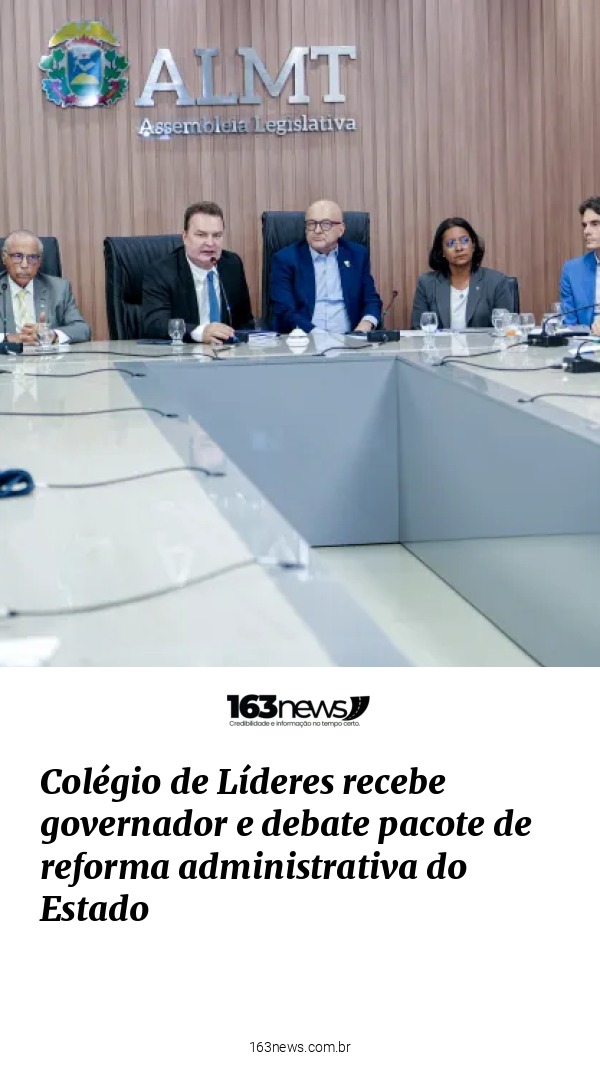 ALMT
Assembleia Legislativa
163news
Credibilidade e informação no tempo certo.
Colégio de Líderes recebe
governador e debate pacote de
reforma administrativa do
Estado
163news.com.br